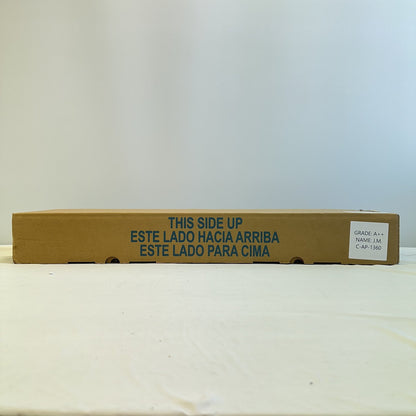 THIS SIDE UP
ESTE LADO HACIA ARRIBA
ESTE LADO PARA CIMA
GRADE: A++
NAME: J.M.
C-AP-1360